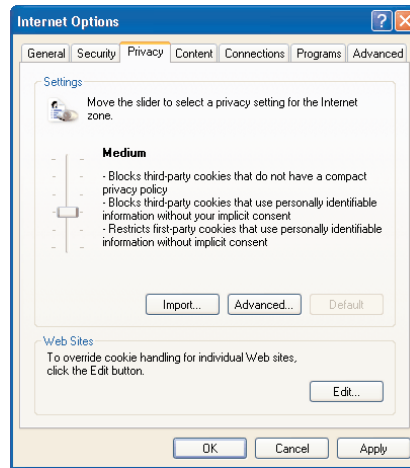 Internet Options
General Security Privacy Content Connections Programs Advanced
Settings
Move the slider to select a privacy setting for the Internet
zone.
Medium
- Blocks third-party cookies that do not have a compact
privacy policy
- Blocks third-party cookies that use personally identifiable
information without your implicit consent
- Restricts first-party cookies that use personally identifiable
information without implicit consent
Import... Advanced... Default
Web Sites
To override cookie handling for individual Web sites,
click the Edit button.
Edit...
OK Cancel Apply